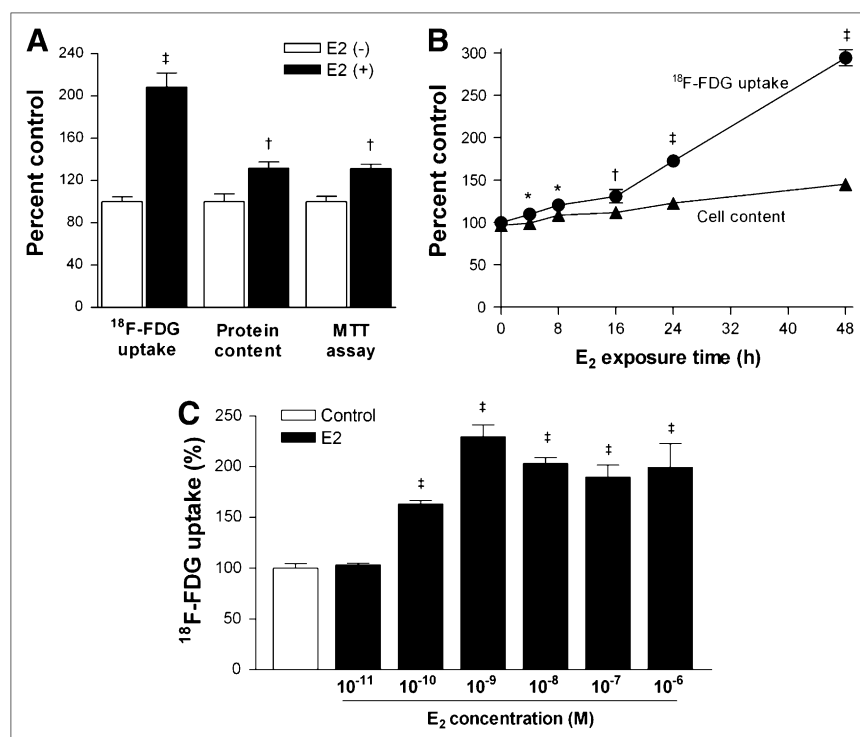 A
Percent control
240
200
160
120
80
40
0
E2 (-)
E2 (+)
‡
†
†
¹⁸F-FDG
uptake
Protein
content
MTT
assay
B
Percent control
300
250
200
150
100
50
0
¹⁸F-FDG uptake
‡
‡
†
*
*
Cell content
0 4 8 16 24 32 40 48
E₂ exposure time (h)
C
¹⁸F-FDG uptake (%)
250
200
150
100
50
0
Control
E2
‡
‡
‡
‡
‡
10⁻¹¹ 10⁻¹⁰ 10⁻⁹ 10⁻⁸ 10⁻⁷ 10⁻⁶
E₂ concentration (M)